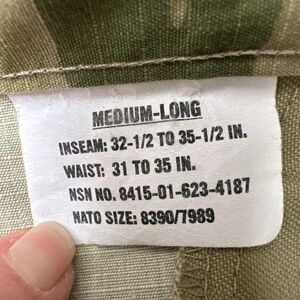 MEDIUM-LONG
INSEAM: 32-1/2 TO 35-1/2 IN.
WAIST: 31 TO 35 IN.
NSN NO. 8415-01-623-4187
NATO SIZE: 8390/7989